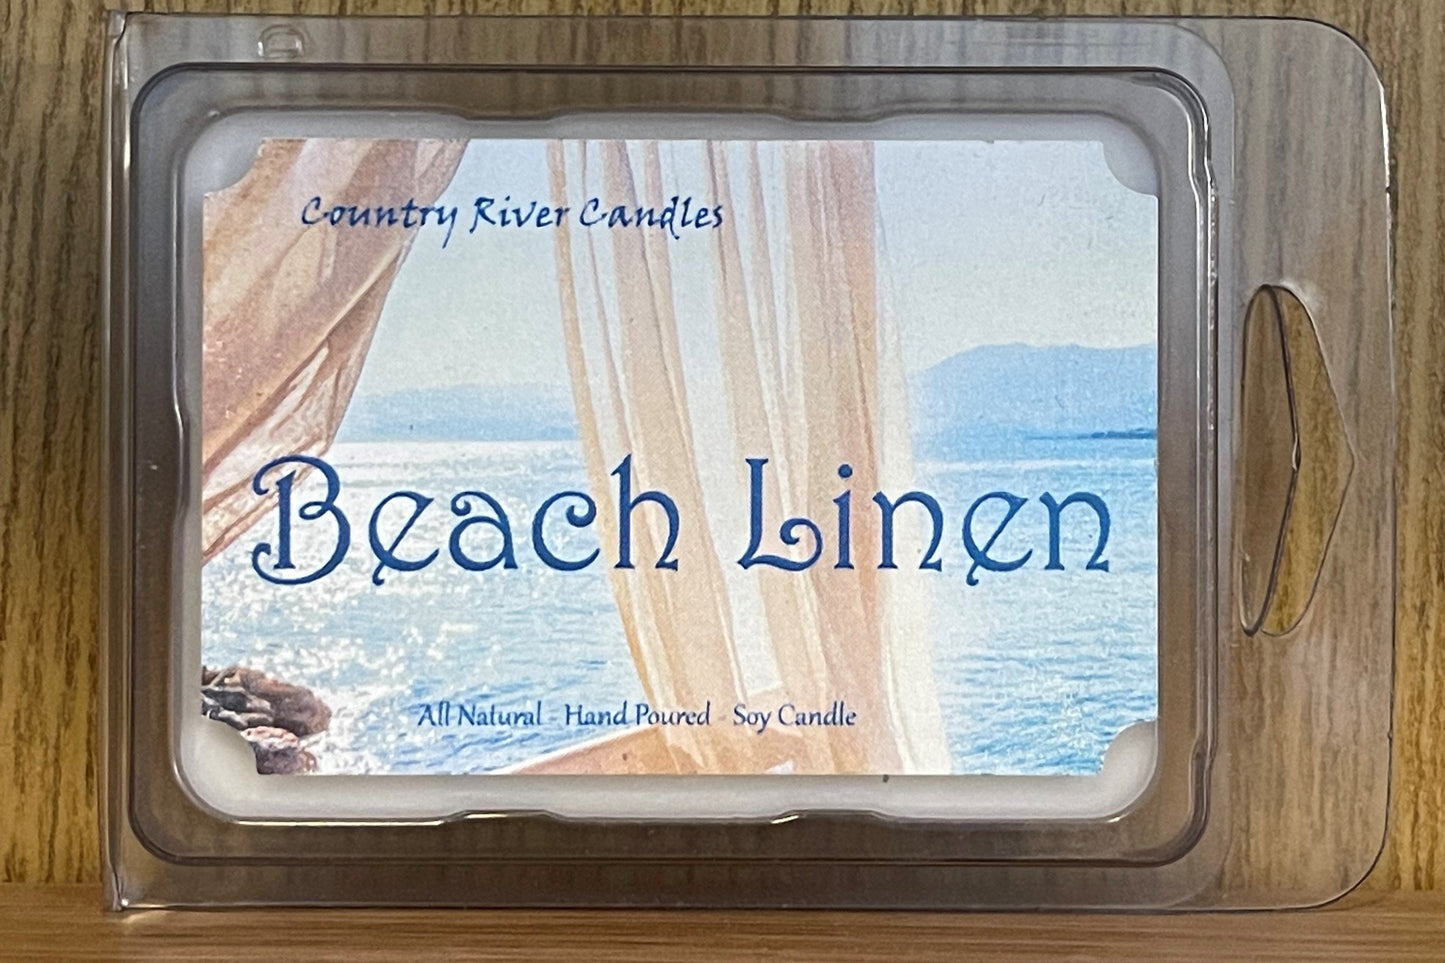 Country River Candles
Beach Linen
All Natural - Hand Poured - Soy Candle